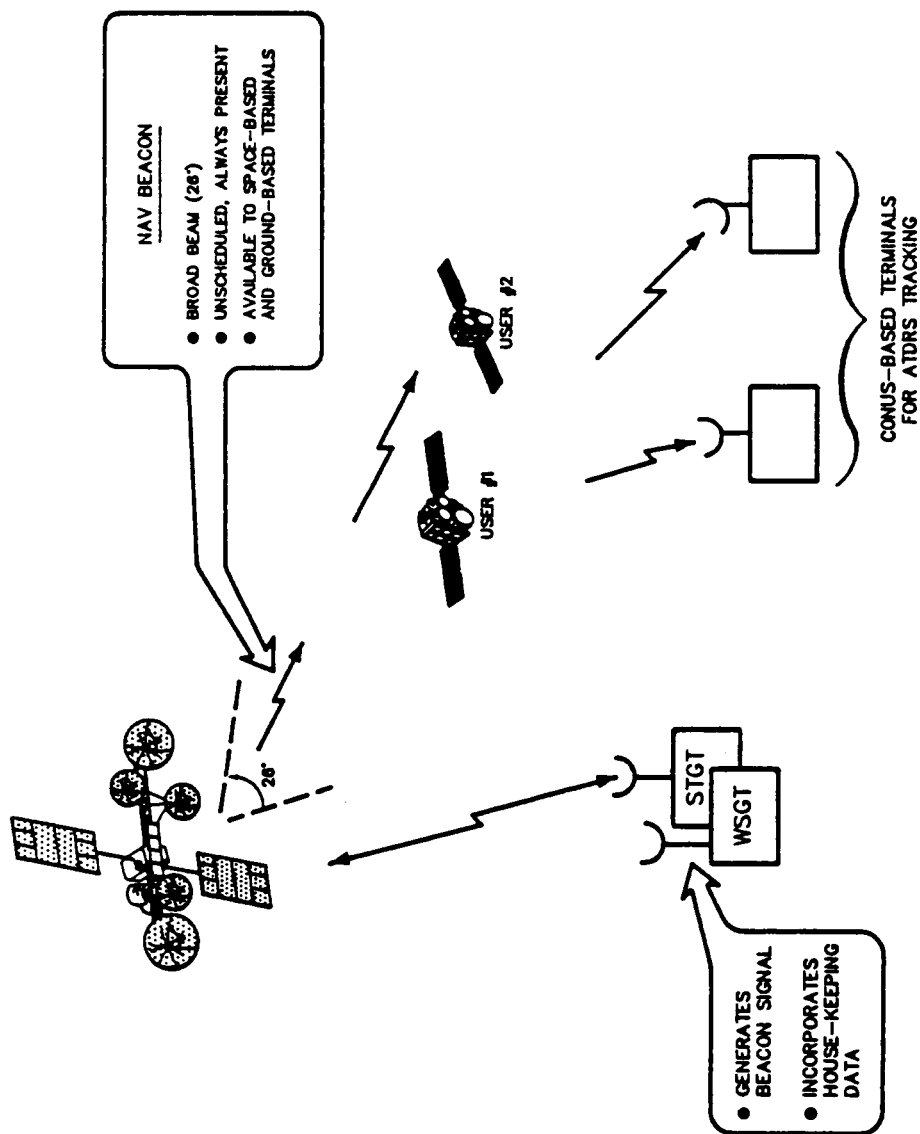 NAV BEACON
● BROAD BEAM (26°)
● UNSCHEDULED, ALWAYS PRESENT
● AVAILABLE TO SPACE-BASED
AND GROUND-BASED TERMINALS
26°
USER #1
USER #2
STGT
WSGT
● GENERATES
BEACON SIGNAL
● INCORPORATES
HOUSE-KEEPING
DATA
CONUS-BASED TERMINALS
FOR ATDRS TRACKING